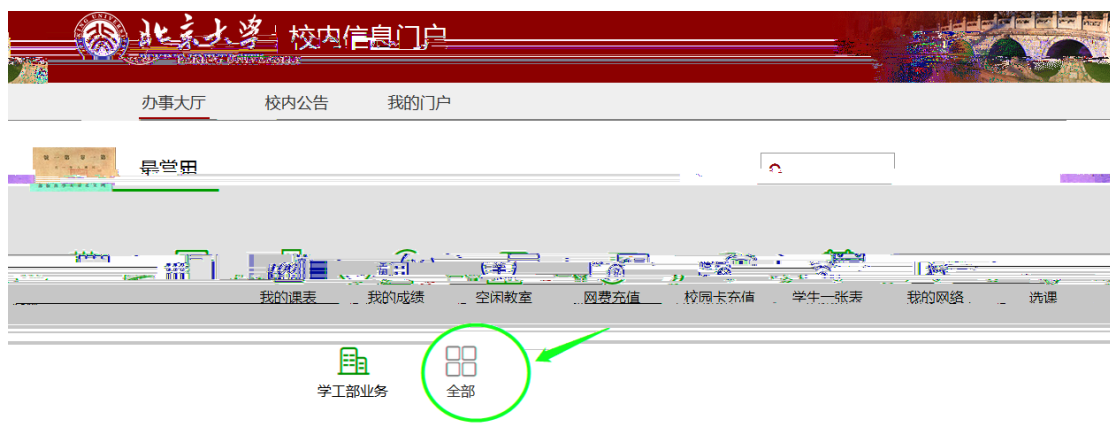 北京大学 校内信息门户
办事大厅 校内公告 我的门户
最常用
我的课表 我的成绩 空闲教室 网费充值 校园卡充值 学生一张表 我的网络 选课
学工部业务 全部